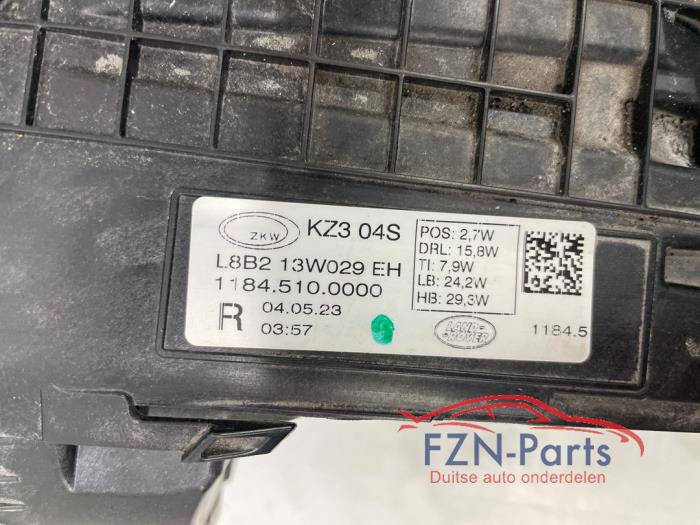 ZKW KZ3 04S
L8B2 13W029 EH
1184.510.0000
R 04.05.23
03:57
POS: 2,7W
DRL: 15,8W
TI: 7,9W
LB: 24,2W
HB: 29,3W
LAND-
ROVER
1184.5
FZN-Parts
Duitse auto onderdelen